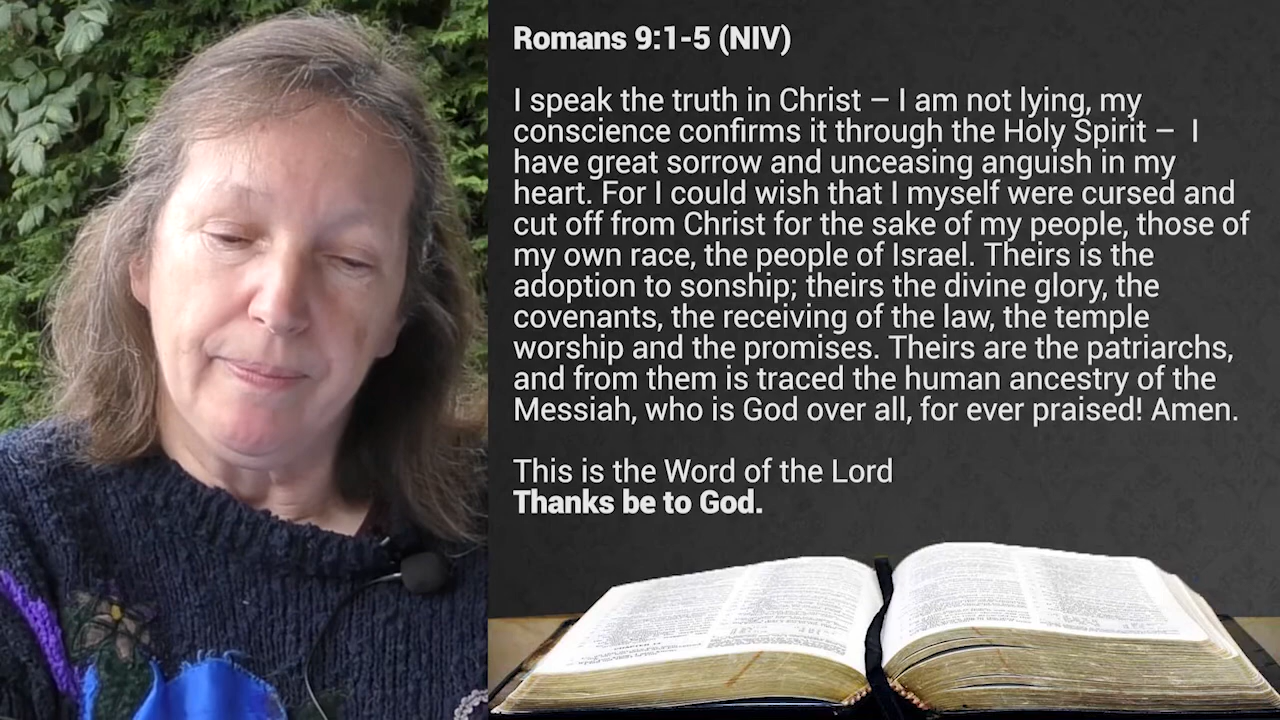 Romans 9:1-5 (NIV)
I speak the truth in Christ – I am not lying, my
conscience confirms it through the Holy Spirit –  I
have great sorrow and unceasing anguish in my
heart. For I could wish that I myself were cursed and
cut off from Christ for the sake of my people, those of
my own race, the people of Israel. Theirs is the
adoption to sonship; theirs the divine glory, the
covenants, the receiving of the law, the temple
worship and the promises. Theirs are the patriarchs,
and from them is traced the human ancestry of the
Messiah, who is God over all, for ever praised! Amen.
This is the Word of the Lord
Thanks be to God.